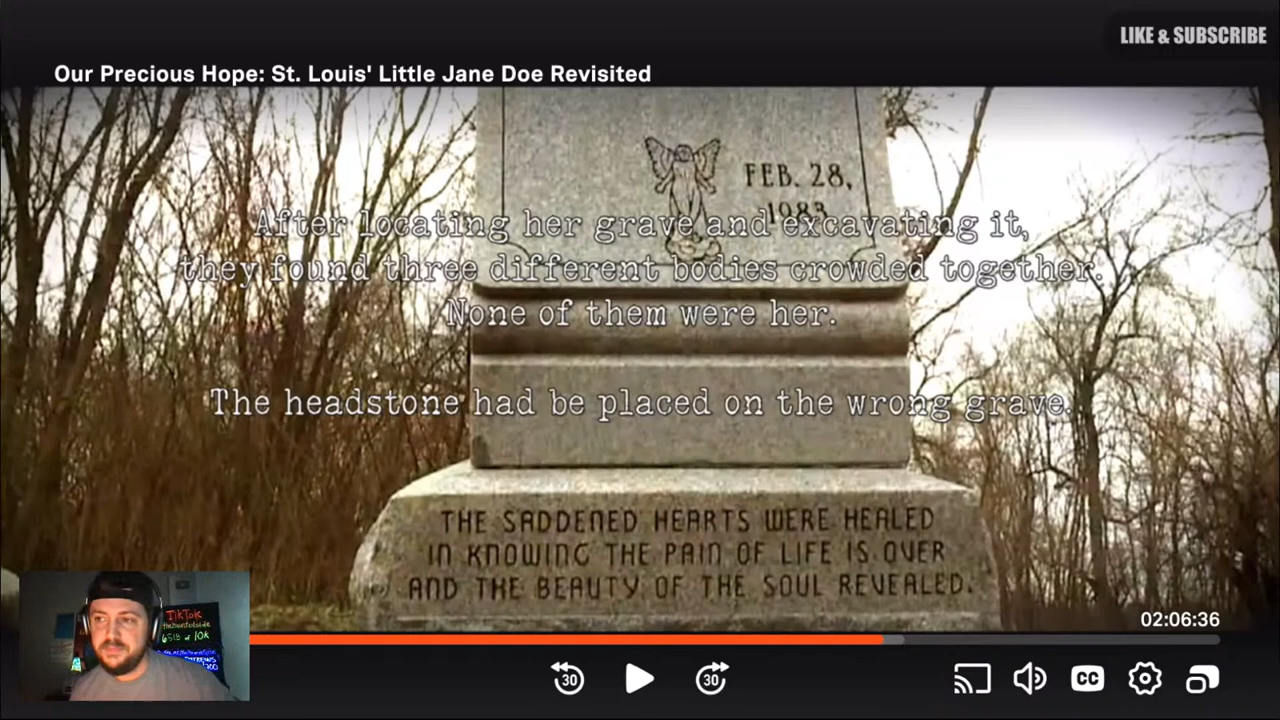 LIKE & SUBSCRIBE
Our Precious Hope: St. Louis' Little Jane Doe Revisited
FEB. 28,
1983
After locating her grave and excavating it,
they found three different bodies crowded together.
None of them were her.
The headstone had be placed on the wrong grave.
THE SADDENED HEARTS WERE HEALED
IN KNOWING THE PAIN OF LIFE IS OVER
AND THE BEAUTY OF THE SOUL REVEALED.
TikTok
6518 of 10k
02:06:36
30
30
CC